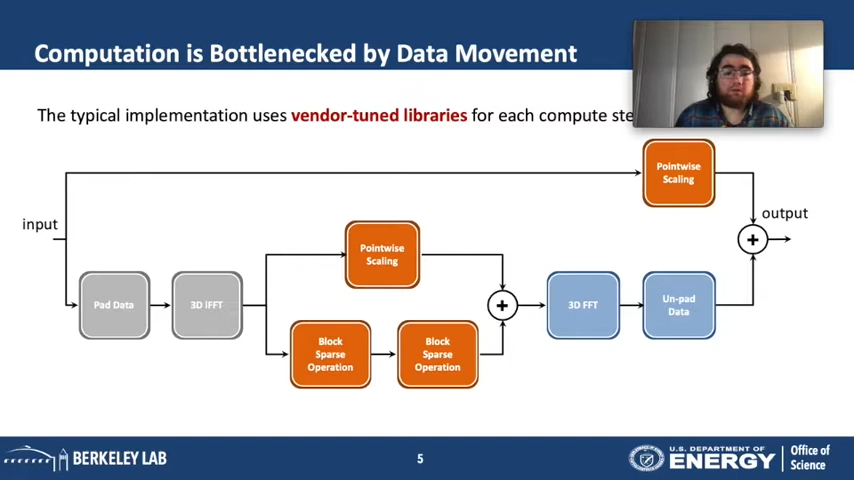 Computation is Bottlenecked by Data Movement
The typical implementation uses vendor-tuned libraries for each compute ste
Pointwise
Scaling
input
output
Pointwise
Scaling
+
Pad Data
3D IFFT
+
3D FFT
Un-pad
Data
Block
Sparse
Operation
Block
Sparse
Operation
BERKELEY LAB
5
U.S. DEPARTMENT OF
ENERGY
Office of
Science